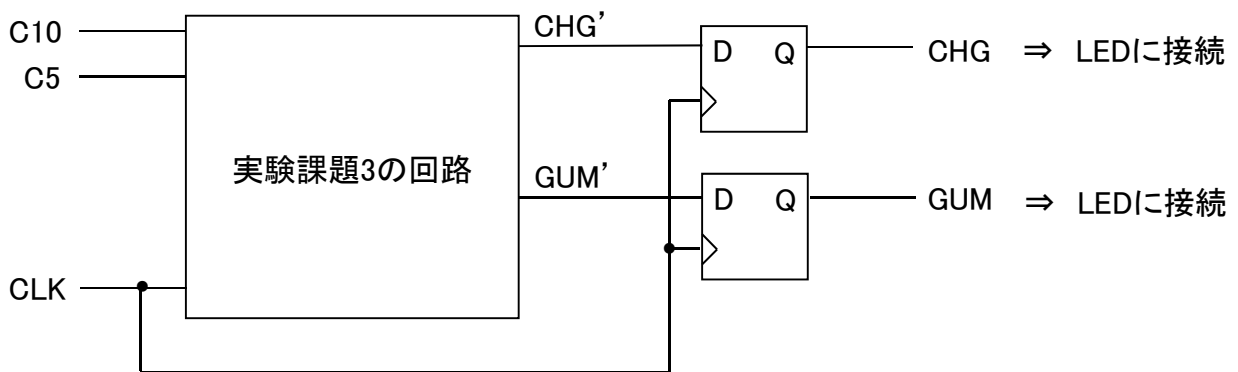 C10
C5
CLK
実験課題3の回路
CHG’
GUM’
D Q
CHG ⇒ LEDに接続
D Q
GUM ⇒ LEDに接続